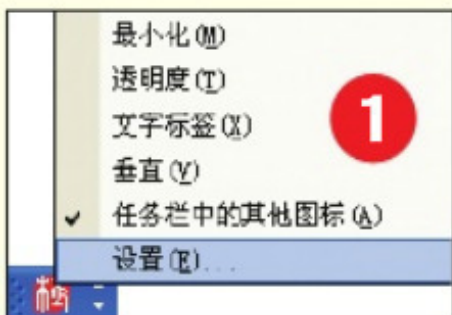 最小化(M)
透明度(T)
文字标签(X)
垂直(V)
任务栏中的其他图标(A)
设置(E)...
1
极